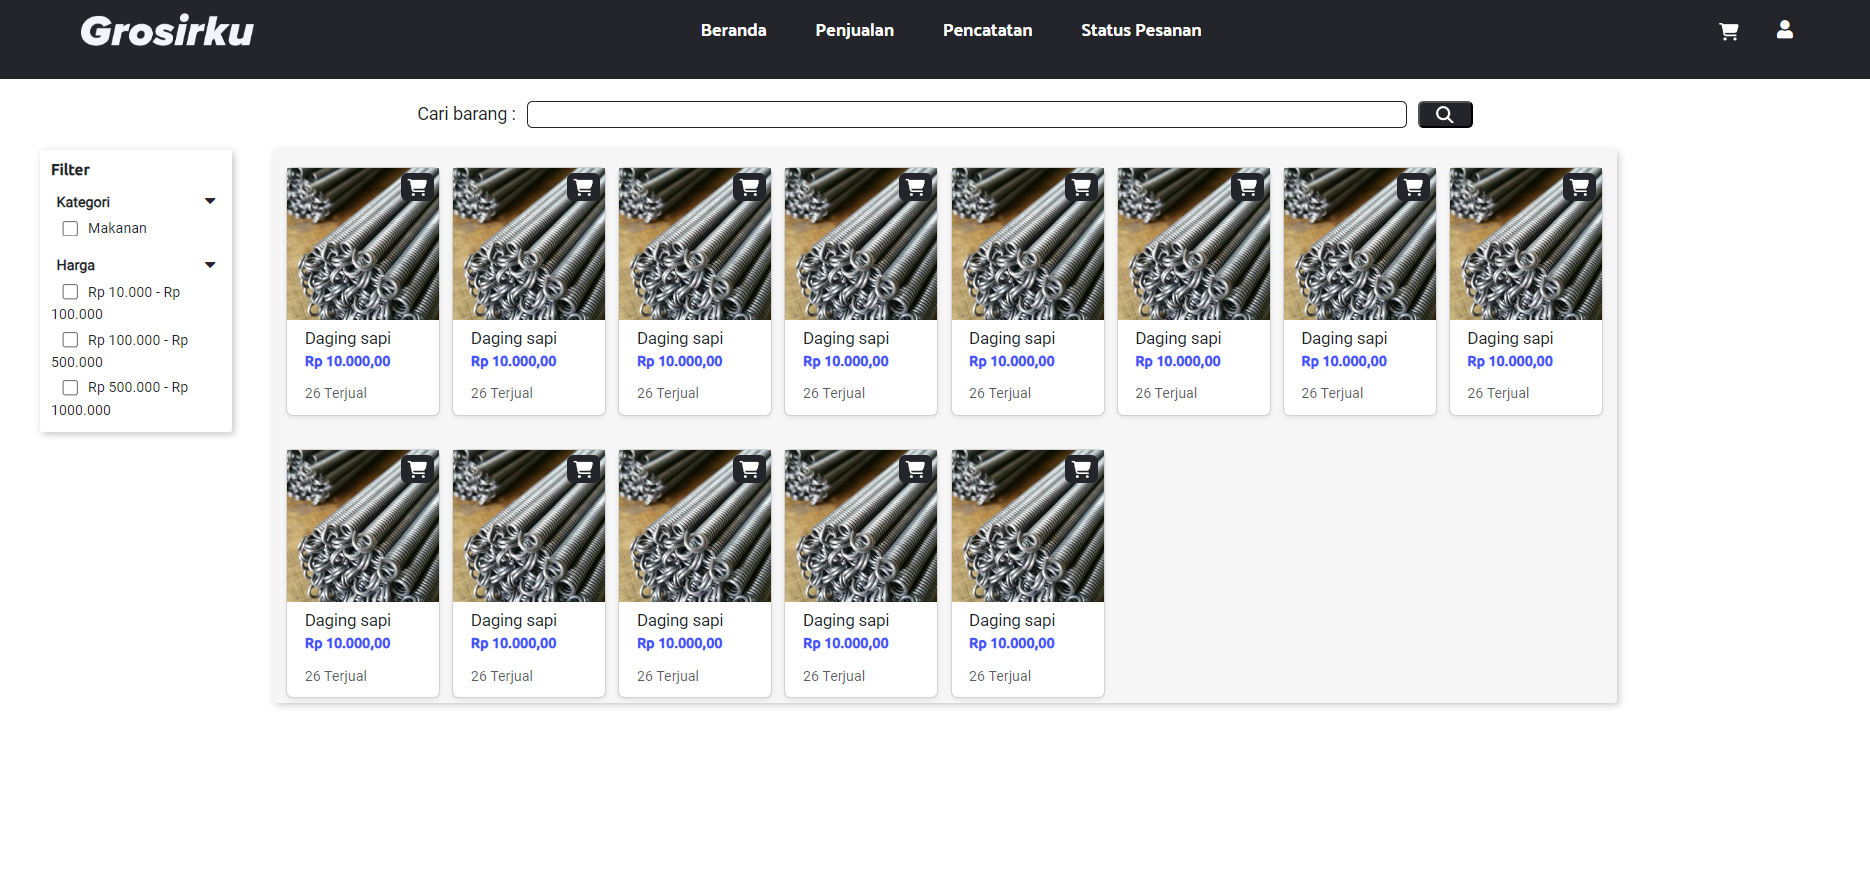 Grosirku
Beranda Penjualan Pencatatan Status Pesanan
Cari barang :
Filter
Kategori
Makanan
Harga
Rp 10.000 - Rp
100.000
Rp 100.000 - Rp
500.000
Rp 500.000 - Rp
1000.000
Daging sapi Daging sapi Daging sapi Daging sapi Daging sapi Daging sapi Daging sapi Daging sapi
Rp 10.000,00 Rp 10.000,00 Rp 10.000,00 Rp 10.000,00 Rp 10.000,00 Rp 10.000,00 Rp 10.000,00 Rp 10.000,00
26 Terjual 26 Terjual 26 Terjual 26 Terjual 26 Terjual 26 Terjual 26 Terjual 26 Terjual
Daging sapi Daging sapi Daging sapi Daging sapi Daging sapi
Rp 10.000,00 Rp 10.000,00 Rp 10.000,00 Rp 10.000,00 Rp 10.000,00
26 Terjual 26 Terjual 26 Terjual 26 Terjual 26 Terjual